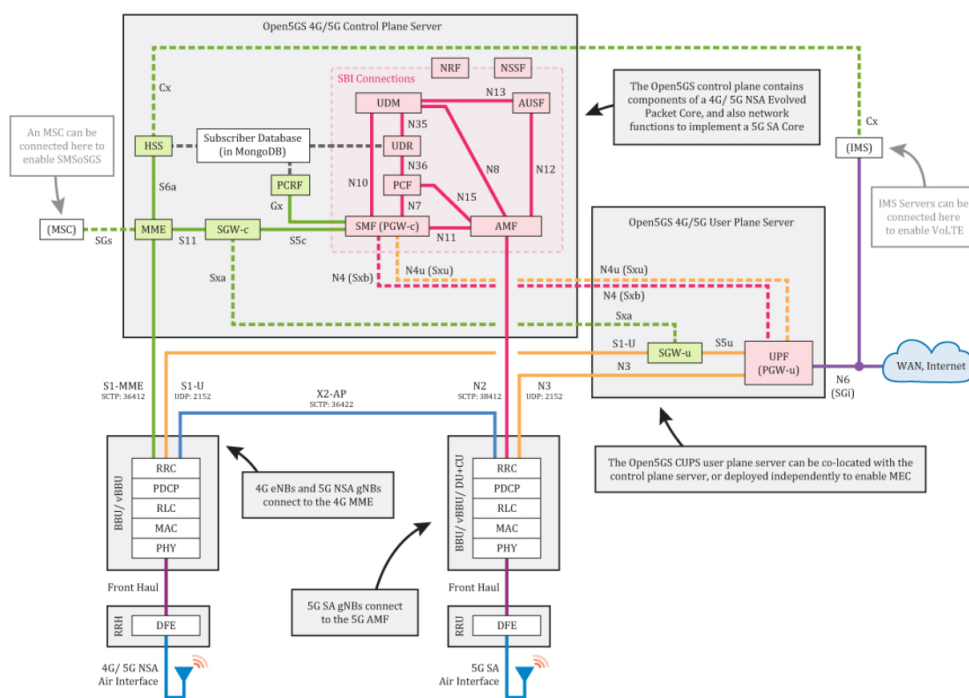 Open5GS 4G/5G Control Plane Server
SBI Connections
NRF
NSSF
Cx
N13
UDM
AUSF
The Open5GS control plane contains
components of a 4G/ 5G NSA Evolved
Packet Core, and also network
functions to implement a 5G SA Core
Cx
An MSC can be
connected here to
enable SMSoSGS
HSS
Subscriber Database
(in MongoDB)
N35
UDR
(IMS)
S6a
PCRF
N10
N36
PCF
N8
N12
Gx
N7
N15
IMS Servers can be
connected here
to enable VoLTE
Open5GS 4G/5G User Plane Server
(MSC)
SGs
MME
S11
SGW-c
S5c
SMF (PGW-c)
N11
AMF
Sxa
N4 (Sxb)
N4u (Sxu)
N4u (Sxu)
N4 (Sxb)
Sxa
S1-U
SGW-u
S5u
N3
UPF
(PGW-u)
N6
(SGi)
WAN, Internet
S1-MME
SCTP: 36412
S1-U
UDP: 2152
X2-AP
SCTP: 36422
N2
SCTP: 38412
N3
UDP: 2152
BBU/ vBBU
RRC
PDCP
RLC
MAC
PHY
4G eNBs and 5G NSA gNBs
connect to the 4G MME
BBU/ vBBU/ DU+CU
RRC
PDCP
RLC
MAC
PHY
The Open5GS CUPS user plane server can be co-located with the
control plane server, or deployed independently to enable MEC
Front Haul
5G SA gNBs connect
to the 5G AMF
Front Haul
RRH
DFE
RRU
DFE
4G/ 5G NSA
Air Interface
5G SA
Air Interface